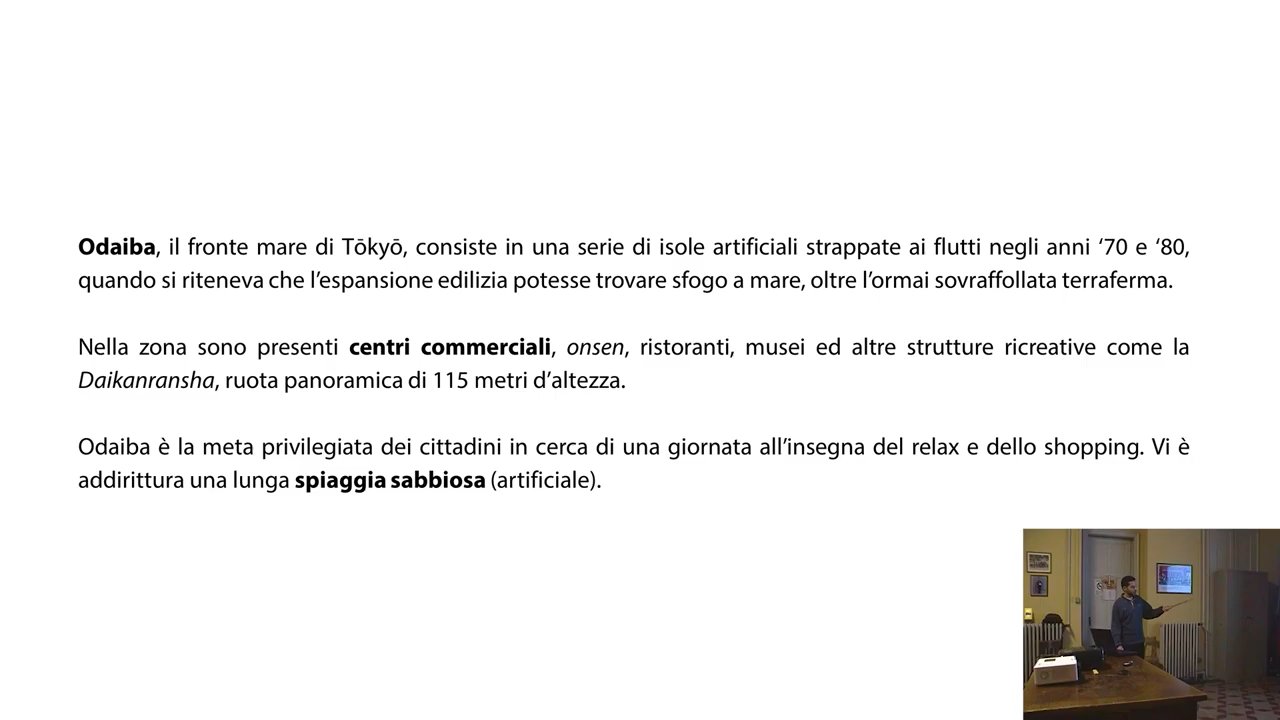 Odaiba, il fronte mare di Tōkyō, consiste in una serie di isole artificiali strappate ai flutti negli anni ‘70 e ‘80,
quando si riteneva che l’espansione edilizia potesse trovare sfogo a mare, oltre l’ormai sovraffollata terraferma.
Nella zona sono presenti centri commerciali, onsen, ristoranti, musei ed altre strutture ricreative come la
Daikanransha, ruota panoramica di 115 metri d’altezza.
Odaiba è la meta privilegiata dei cittadini in cerca di una giornata all’insegna del relax e dello shopping. Vi è
addirittura una lunga spiaggia sabbiosa (artificiale).